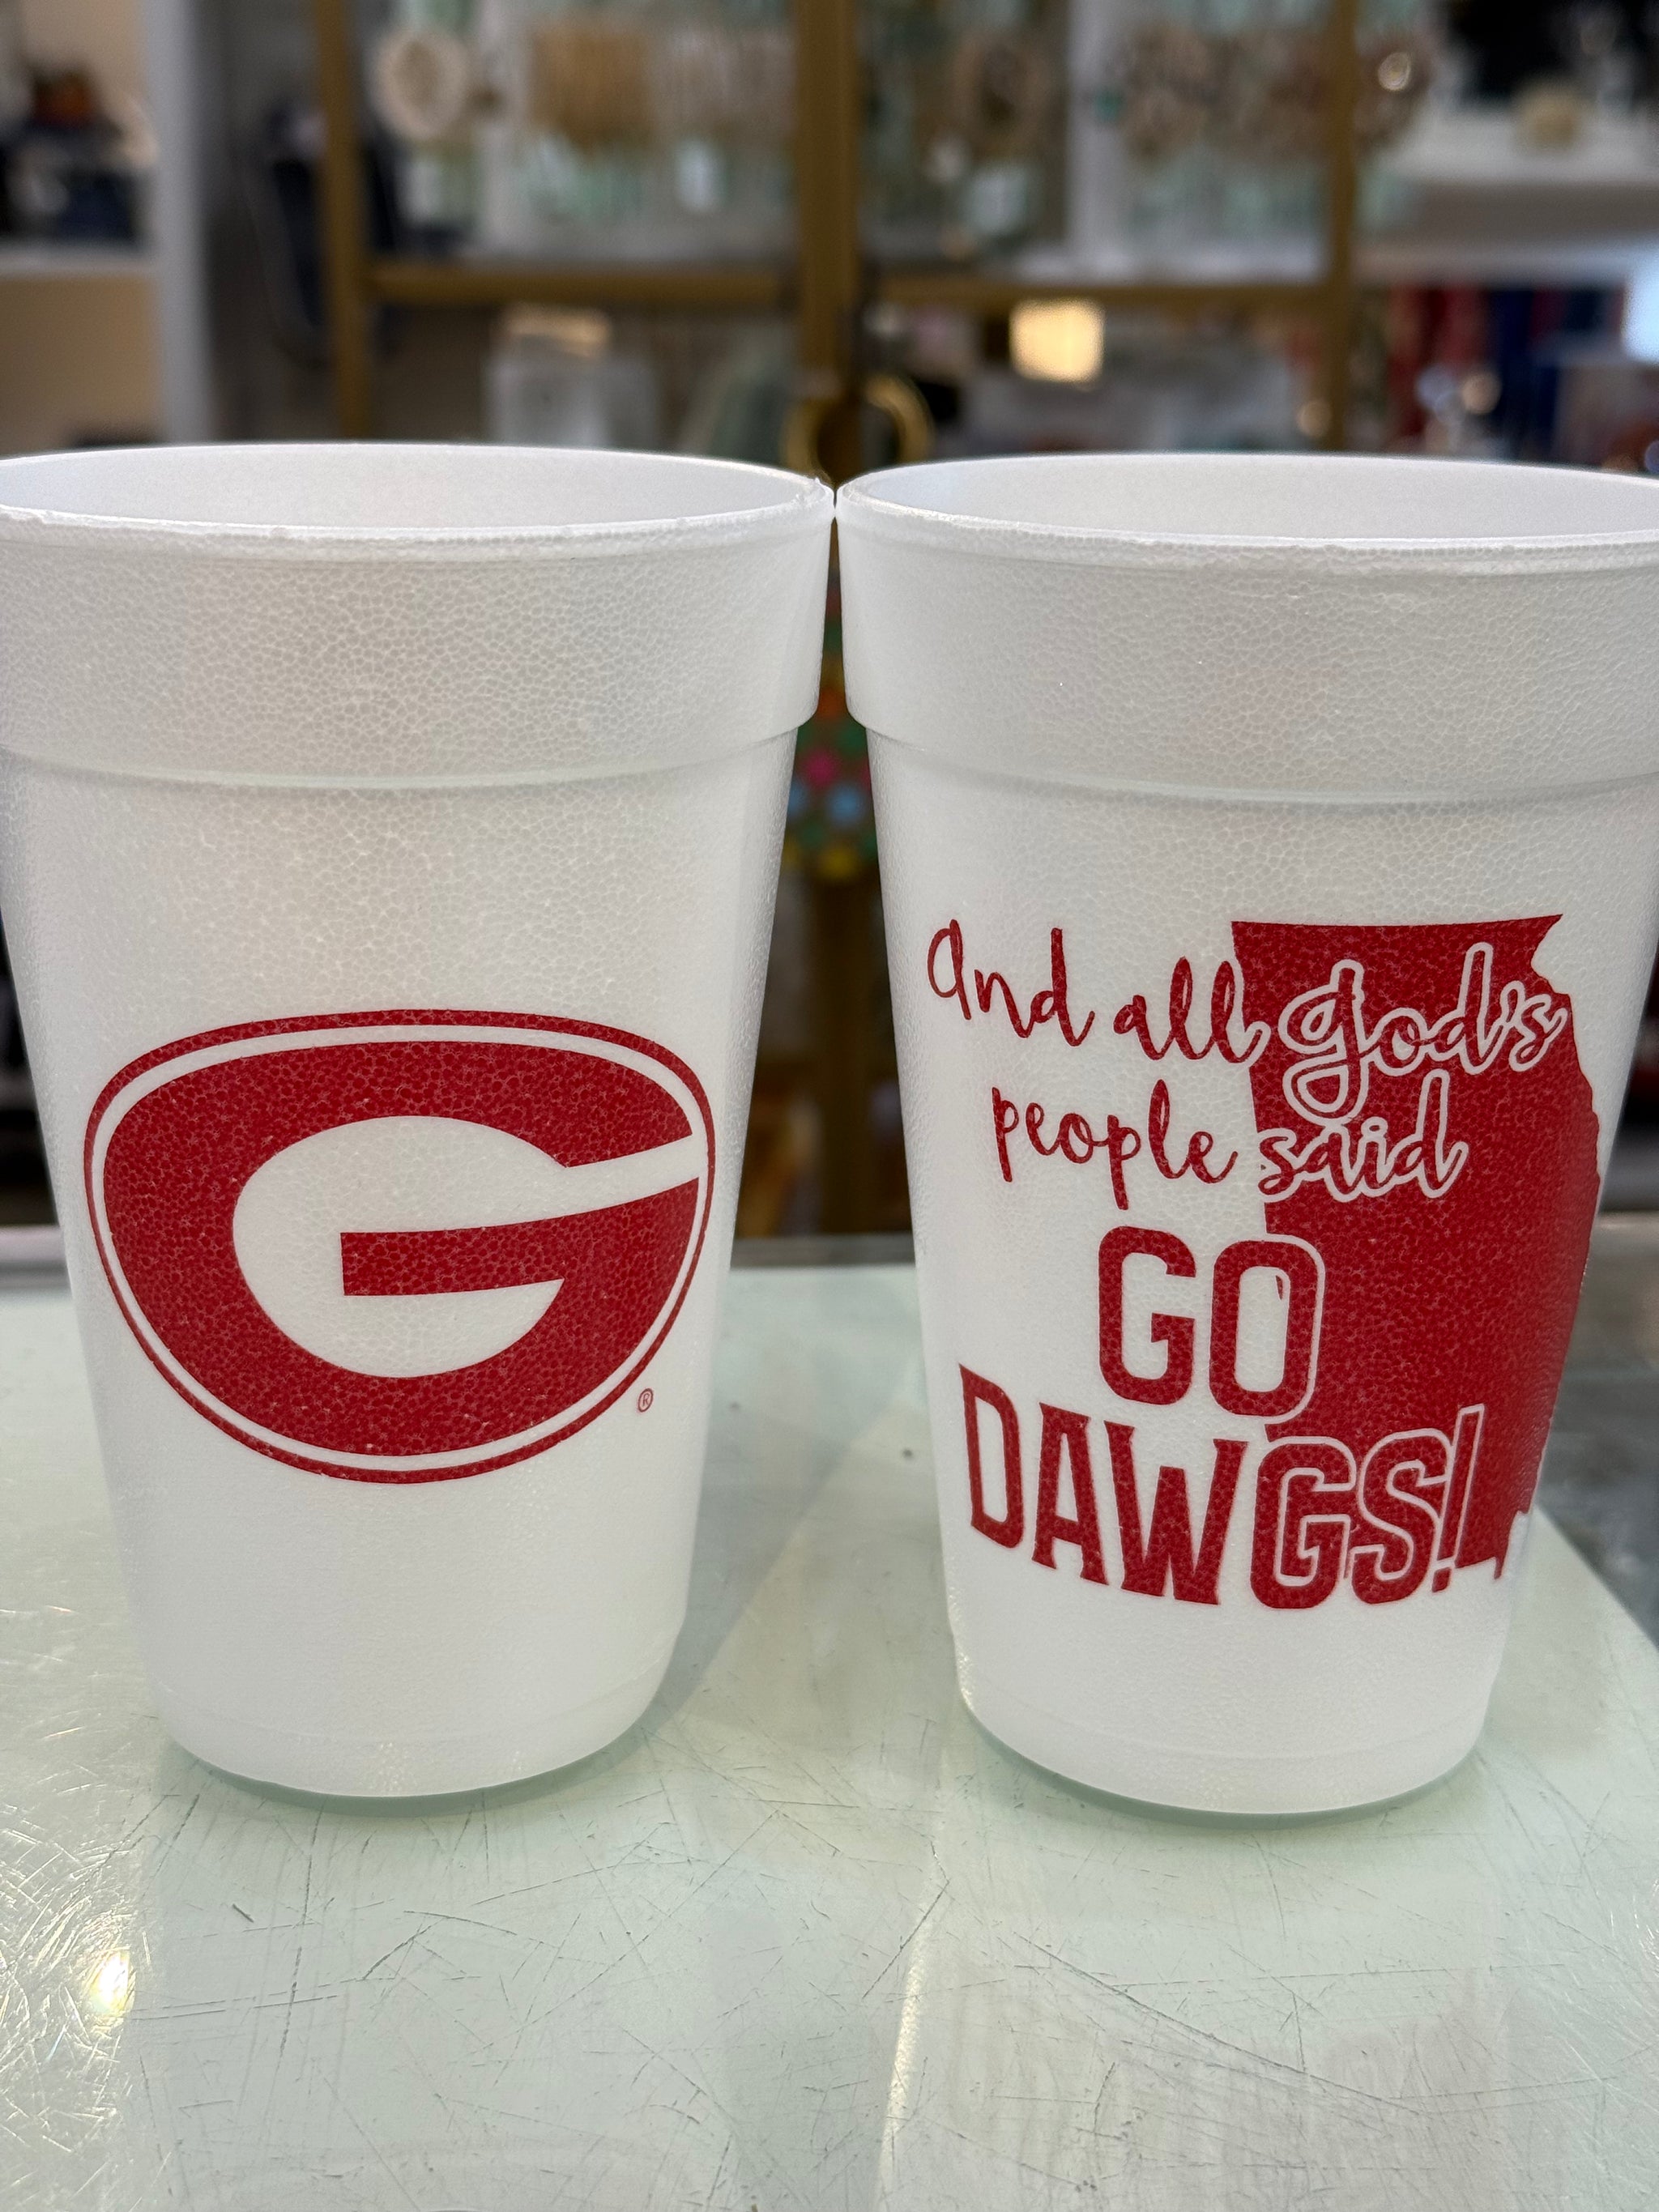 G
®
And all God's
people said
GO
DAWGS!